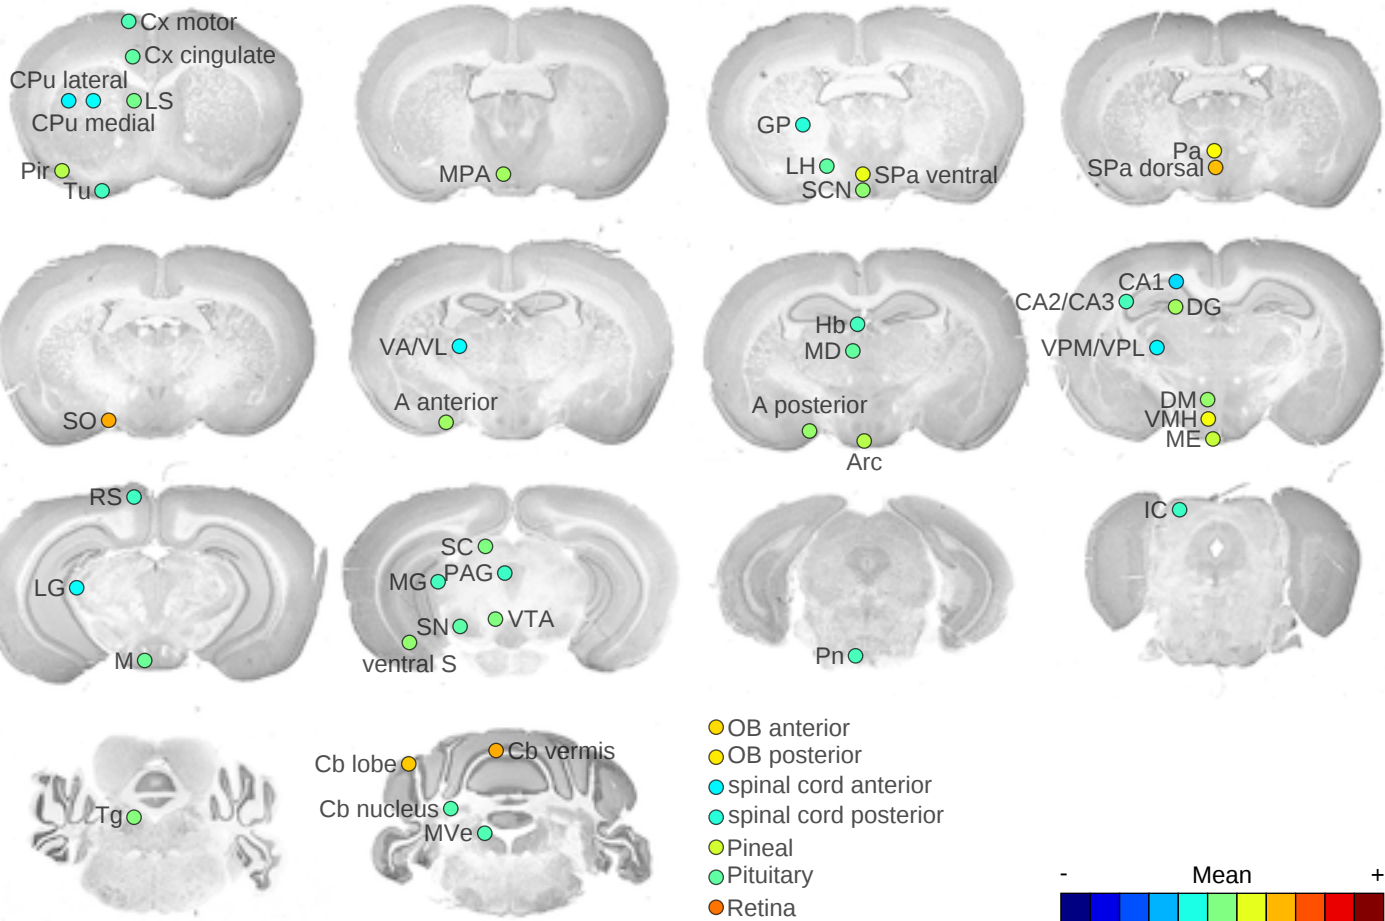 Cx motor
Cx cingulate
CPu lateral
LS
CPu medial
Pir
Tu
MPA
GP
LH
SPa ventral
SCN
Pa
SPa dorsal
SO
VA/VL
A anterior
Hb
MD
A posterior
Arc
CA1
CA2/CA3
DG
VPM/VPL
DM
VMH
ME
RS
LG
M
SC
MG
PAG
SN
VTA
ventral S
Pn
IC
Tg
Cb lobe
Cb vermis
Cb nucleus
MVe
OB anterior
OB posterior
spinal cord anterior
spinal cord posterior
Pineal
Pituitary
Retina
- Mean +